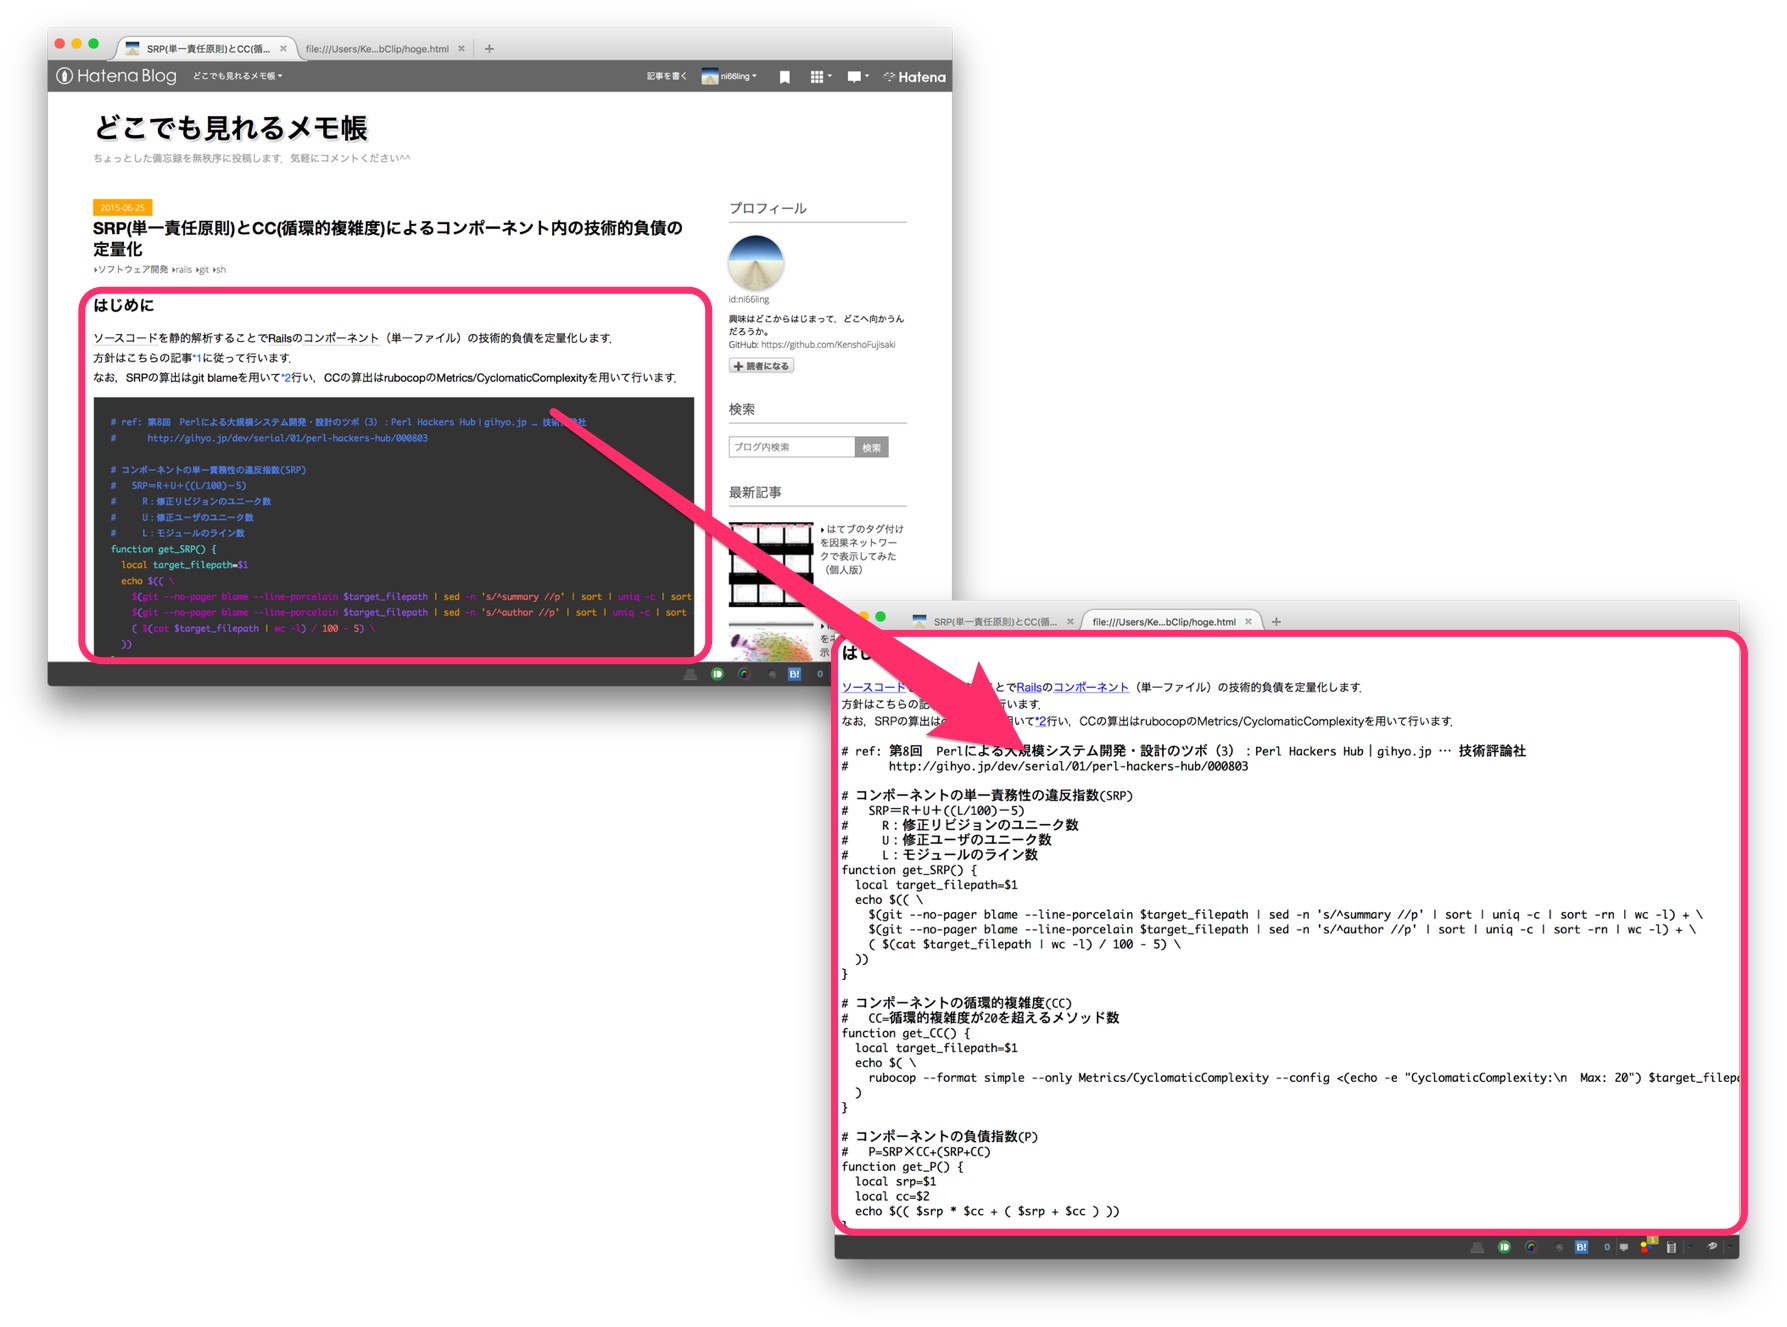 SRP(単一責任原則)とCC(循...
file:///Users/Ke...bClip/hoge.html
Hatena Blog
どこでも見れるメモ帳
記事を書く
ni66ling
Hatena
どこでも見れるメモ帳
ちょっとした備忘録を無秩序に投稿します．気軽にコメントください^^
2015-06-25
SRP(単一責任原則)とCC(循環的複雑度)によるコンポーネント内の技術的負債の
定量化
ソフトウェア開発 rails git sh
はじめに
ソースコードを静的解析することでRailsのコンポーネント（単一ファイル）の技術的負債を定量化します．
方針はこちらの記事*1に従って行います．
なお，SRPの算出はgit blameを用いて*2行い，CCの算出はrubocopのMetrics/CyclomaticComplexityを用いて行います．
# ref: 第8回　Perlによる大規模システム開発・設計のツボ（3）：Perl Hackers Hub｜gihyo.jp … 技術評論社
#      http://gihyo.jp/dev/serial/01/perl-hackers-hub/000803
# コンポーネントの単一責務性の違反指数(SRP)
#   SRP＝R＋U＋((L/100)－5)
#     R：修正リビジョンのユニーク数
#     U：修正ユーザのユニーク数
#     L：モジュールのライン数
function get_SRP() {
  local target_filepath=$1
  echo $(( \
    $(git --no-pager blame --line-porcelain $target_filepath | sed -n 's/^summary //p' | sort | uniq -c | sort
    $(git --no-pager blame --line-porcelain $target_filepath | sed -n 's/^author //p' | sort | uniq -c | sort
    ( $(cat $target_filepath | wc -l) / 100 - 5) \
  ))
プロフィール
id:ni66ling
興味はどこからはじまって，どこへ向かうん
だろうか。
GitHub: https://github.com/KenshoFujisaki
読者になる
検索
ブログ内検索
検索
最新記事
はてブのタグ付け
を因果ネットワー
クで表示してみた
（個人版）
B!
0
SRP(単一責任原則)とCC(循...
file:///Users/Ke...bClip/hoge.html
はじ
ソースコード
とでRailsのコンポーネント（単一ファイル）の技術的負債を定量化します．
方針はこちらの記
行います．
なお，SRPの算出は
用いて*2行い，CCの算出はrubocopのMetrics/CyclomaticComplexityを用いて行います．
# ref: 第8回　Perlによる大規模システム開発・設計のツボ（3）：Perl Hackers Hub｜gihyo.jp … 技術評論社
#      http://gihyo.jp/dev/serial/01/perl-hackers-hub/000803
# コンポーネントの単一責務性の違反指数(SRP)
#   SRP＝R＋U＋((L/100)－5)
#     R：修正リビジョンのユニーク数
#     U：修正ユーザのユニーク数
#     L：モジュールのライン数
function get_SRP() {
  local target_filepath=$1
  echo $(( \
    $(git --no-pager blame --line-porcelain $target_filepath | sed -n 's/^summary //p' | sort | uniq -c | sort -rn | wc -l) + \
    $(git --no-pager blame --line-porcelain $target_filepath | sed -n 's/^author //p' | sort | uniq -c | sort -rn | wc -l) + \
    ( $(cat $target_filepath | wc -l) / 100 - 5) \
  ))
}
# コンポーネントの循環的複雑度(CC)
#   CC=循環的複雑度が20を超えるメソッド数
function get_CC() {
  local target_filepath=$1
  echo $( \
    rubocop --format simple --only Metrics/CyclomaticComplexity --config <(echo -e "CyclomaticComplexity:\n  Max: 20") $target_filepa
  )
}
# コンポーネントの負債指数(P)
#   P=SRP×CC+(SRP+CC)
function get_P() {
  local srp=$1
  local cc=$2
  echo $(( $srp * $cc + ( $srp + $cc ) ))
}
B!
0
1